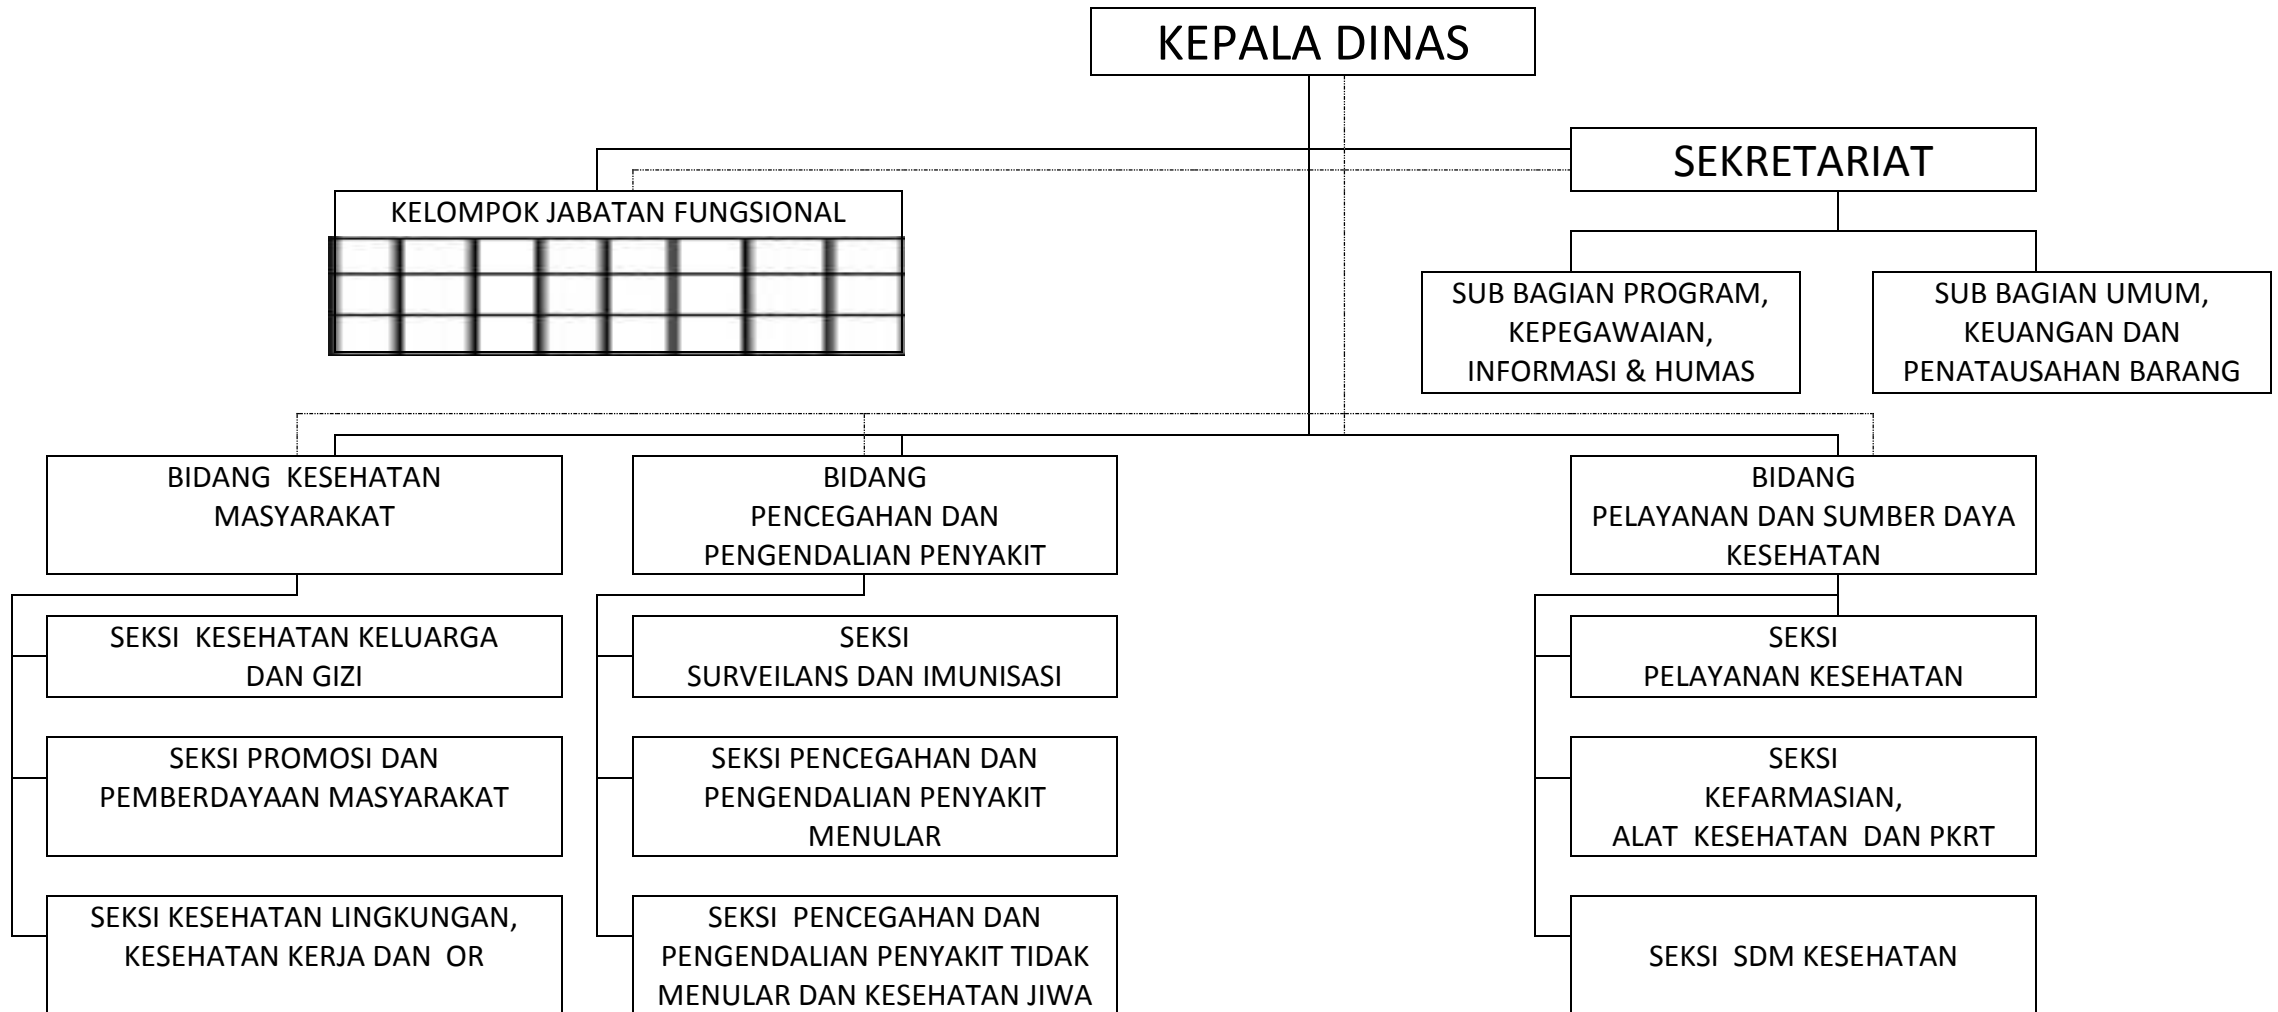 KEPALA DINAS
SEKRETARIAT
KELOMPOK JABATAN FUNGSIONAL
SUB BAGIAN PROGRAM,
KEPEGAWAIAN,
INFORMASI & HUMAS
SUB BAGIAN UMUM,
KEUANGAN DAN
PENATAUSAHAN BARANG
BIDANG  KESEHATAN
MASYARAKAT
BIDANG
PENCEGAHAN DAN
PENGENDALIAN PENYAKIT
BIDANG
PELAYANAN DAN SUMBER DAYA
KESEHATAN
SEKSI  KESEHATAN KELUARGA
DAN GIZI
SEKSI
SURVEILANS DAN IMUNISASI
SEKSI
PELAYANAN KESEHATAN
SEKSI PROMOSI DAN
PEMBERDAYAAN MASYARAKAT
SEKSI PENCEGAHAN DAN
PENGENDALIAN PENYAKIT
MENULAR
SEKSI
KEFARMASIAN,
ALAT  KESEHATAN  DAN PKRT
SEKSI KESEHATAN LINGKUNGAN,
KESEHATAN KERJA DAN  OR
SEKSI  PENCEGAHAN DAN
PENGENDALIAN PENYAKIT TIDAK
MENULAR DAN KESEHATAN JIWA
SEKSI  SDM KESEHATAN